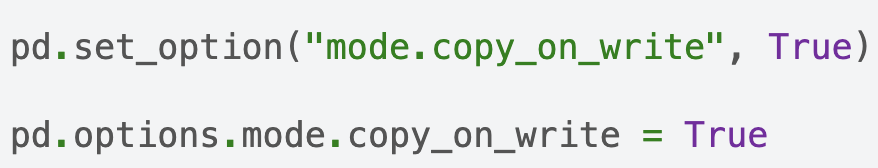 pd.set_option("mode.copy_on_write", True)
pd.options.mode.copy_on_write = True